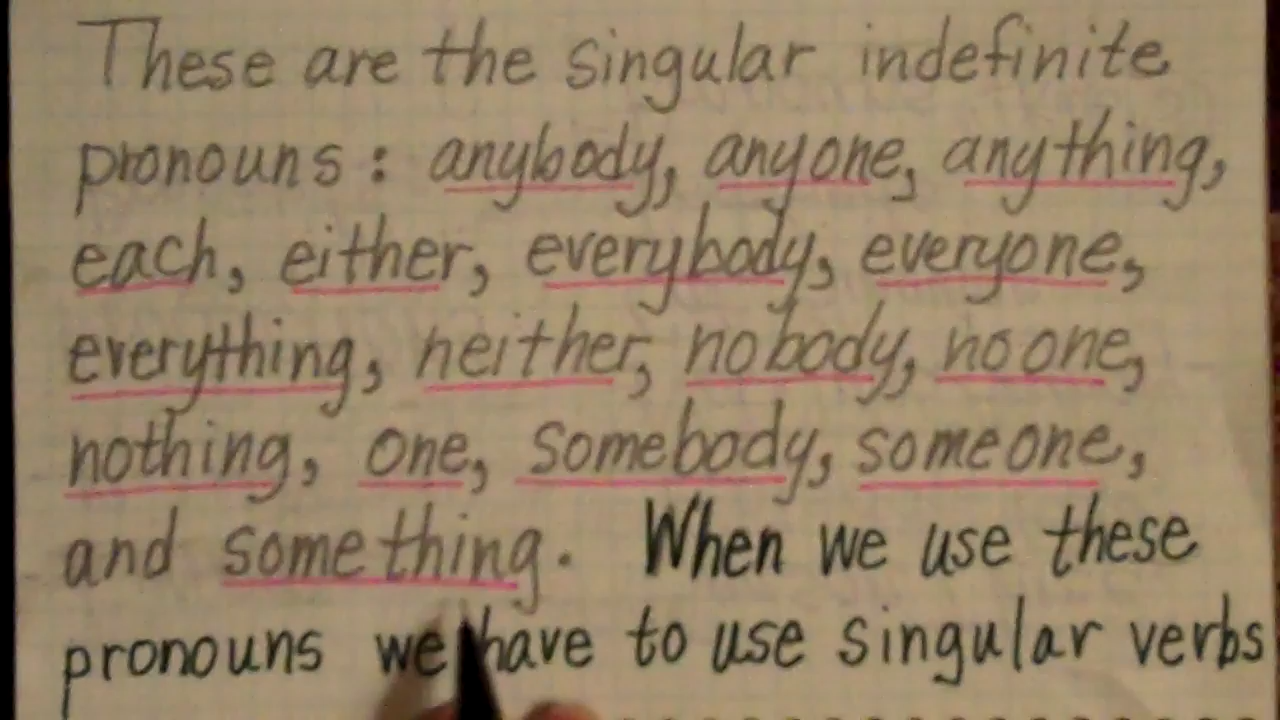 These are the singular indefinite
pronouns: anybody, anyone, anything,
each, either, everybody, everyone,
everything, neither, nobody, no one,
nothing, one, somebody, someone,
and something. When we use these
pronouns we have to use singular verbs